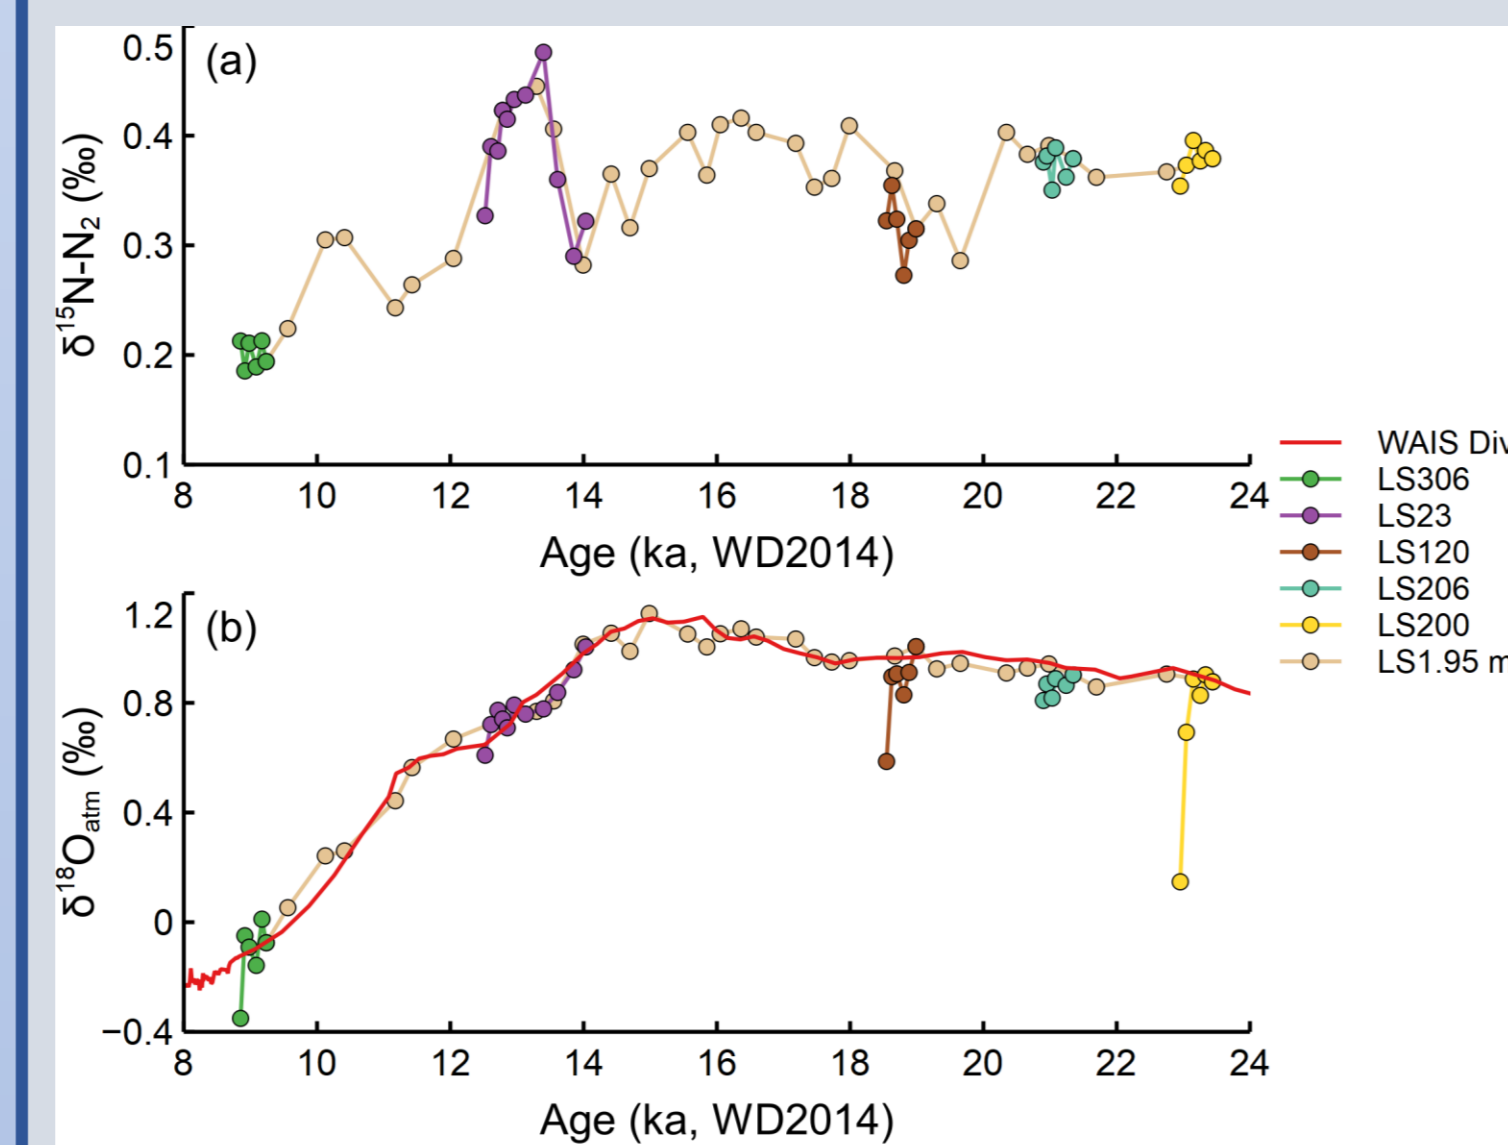 (a)
0.5
0.4
0.3
0.2
0.1
δ¹⁵N-N₂ (‰)
8 10 12 14 16 18 20 22 24
Age (ka, WD2014)
WAIS Div
LS306
LS23
LS120
LS206
LS200
LS1.95 m
(b)
1.2
0.8
0.4
0
−0.4
δ¹⁸Oₐₜₘ (‰)
8 10 12 14 16 18 20 22 24
Age (ka, WD2014)